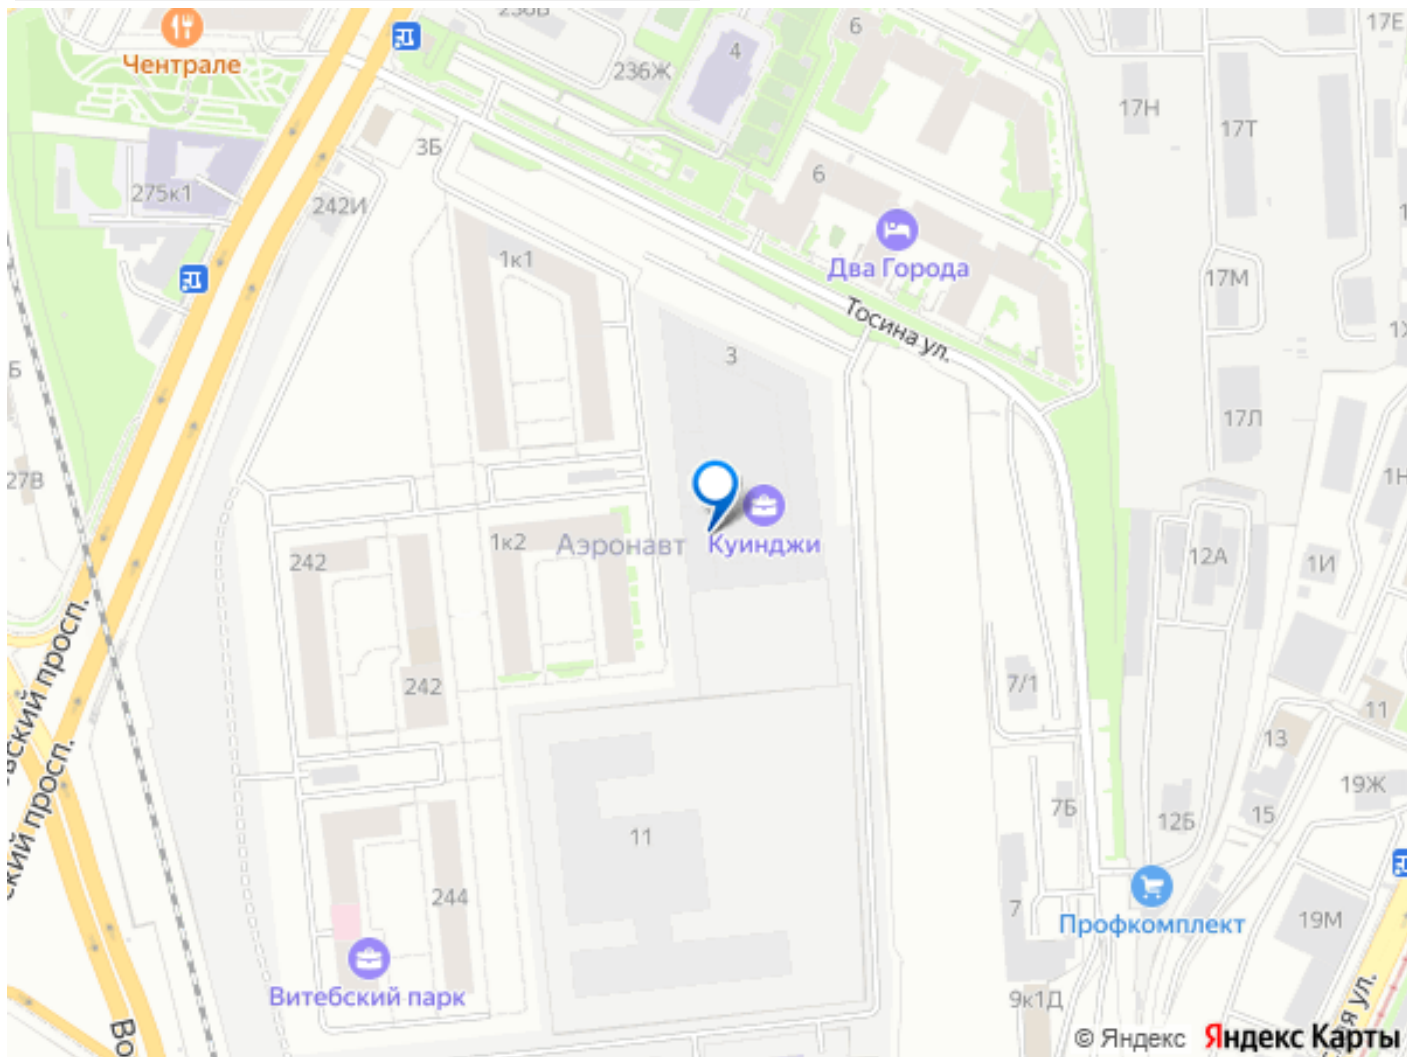 Чентрале
236Ж
4
6
17Е
17Н
17Т
3Б
275к1
242И
6
Два Города
1к1
17М
Тосина ул.
3
17Л
27В
1Н
1к2
Аэронавт
Куинджи
242
12А
1И
242
7/1
11
13
19Ж
7Б
15
12Б
11
244
7
Профкомплект
19М
Витебский парк
9к1Д
© Яндекс
Яндекс Карты